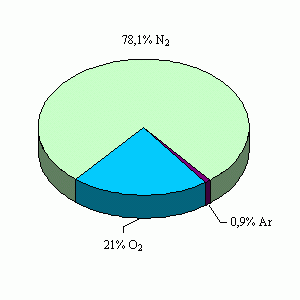 78,1% N₂
0,9% Ar
21% O₂